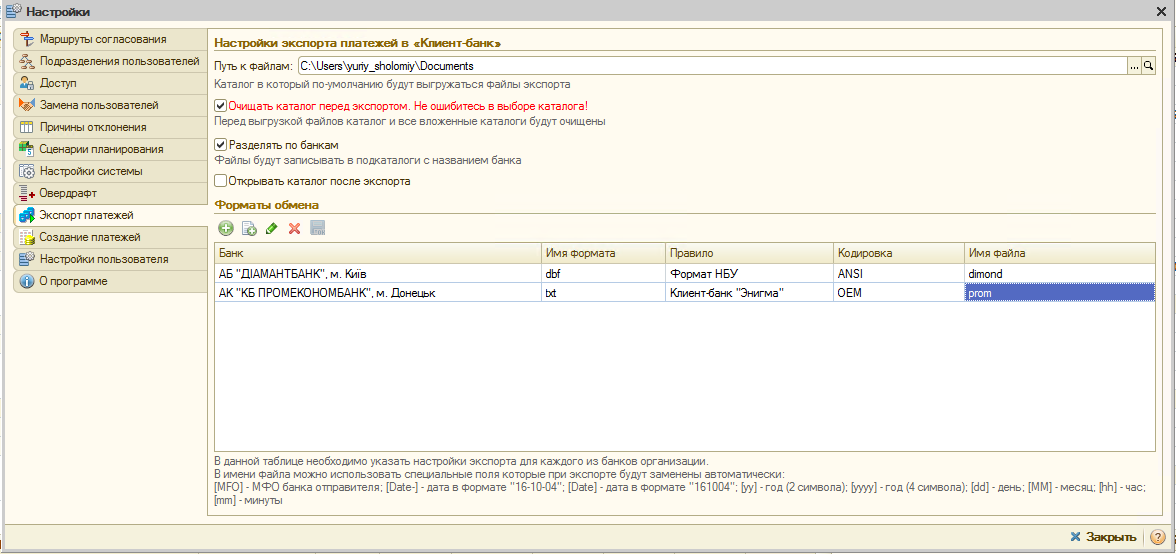 Настройки
Маршруты согласования
Подразделения пользователей
Доступ
Замена пользователей
Причины отклонения
Сценарии планирования
Настройки системы
Овердрафт
Экспорт платежей
Создание платежей
Настройки пользователя
О программе
Настройки экспорта платежей в «Клиент-банк»
Путь к файлам: C:\Users\yuriy_sholomiy\Documents ...
Каталог в который по-умолчанию будут выгружаться файлы экспорта
Очищать каталог перед экспортом. Не ошибитесь в выборе каталога!
Перед выгрузкой файлов каталог и все вложенные каталоги будут очищены
Разделять по банкам
Файлы будут записывать в подкаталоги с названием банка
Открывать каталог после экспорта
Форматы обмена
Банк Имя формата Правило Кодировка Имя файла
АБ "ДІАМАНТБАНК", м. Київ dbf Формат НБУ ANSI dimond
АК "КБ ПРОМЕКОНОМБАНК", м. Донецьк txt Клиент-банк "Энигма" OEM prom
В данной таблице необходимо указать настройки экспорта для каждого из банков организации.
В имени файла можно использовать специальные поля которые при экспорте будут заменены автоматически:
[MFO] - МФО банка отправителя; [Date-] - дата в формате "16-10-04"; [Date] - дата в формате "161004"; [yy] - год (2 символа); [yyyy] - год (4 символа); [dd] - день; [MM] - месяц; [hh] - час;
[mm] - минуты
Закрыть ?